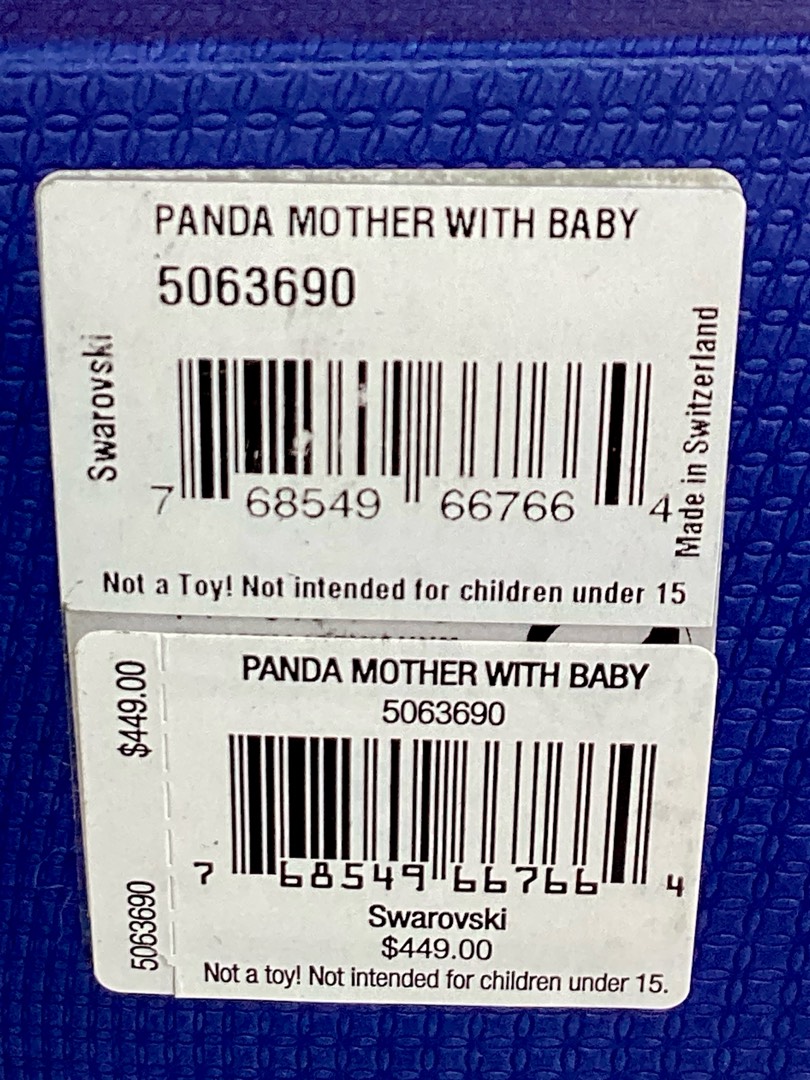 PANDA MOTHER WITH BABY
5063690
Swarovski
Made in Switzerland
7 68549 66766 4
Not a Toy! Not intended for children under 15
$449.00
5063690
PANDA MOTHER WITH BABY
5063690
7 68549 66766 4
Swarovski
$449.00
Not a toy! Not intended for children under 15.